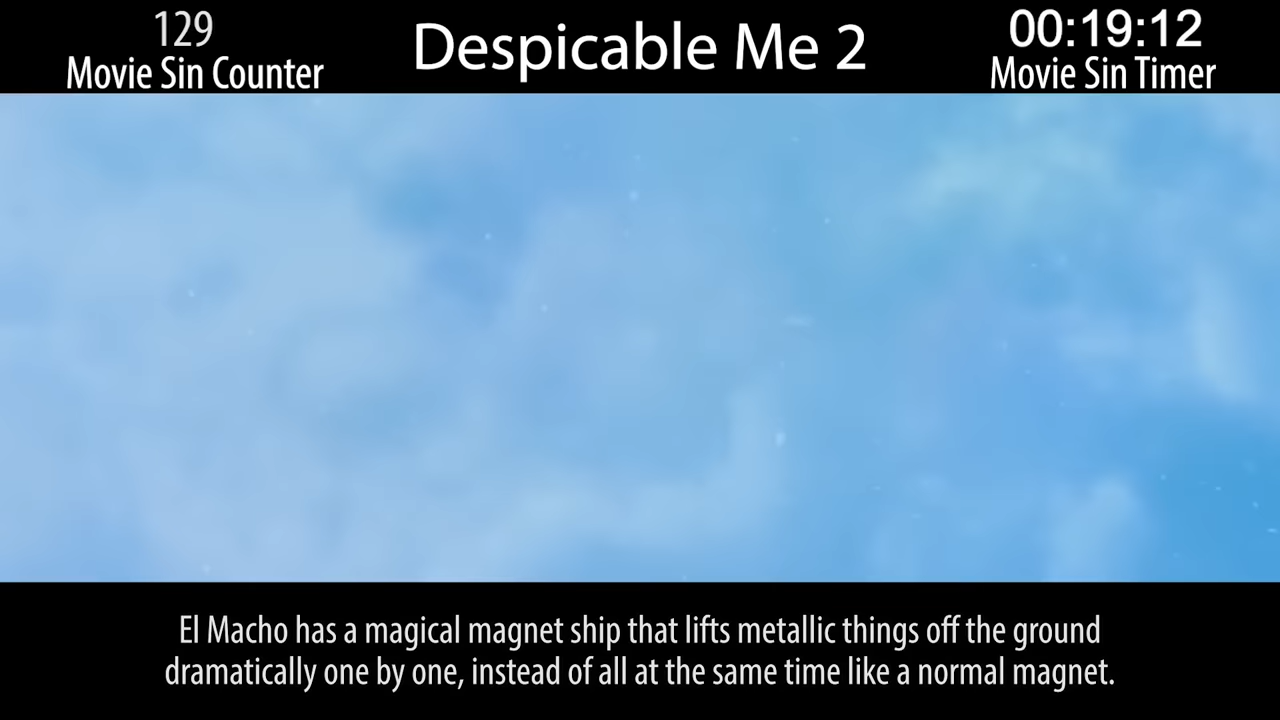 129
Movie Sin Counter
Despicable Me 2
00:19:12
Movie Sin Timer
El Macho has a magical magnet ship that lifts metallic things off the ground
dramatically one by one, instead of all at the same time like a normal magnet.